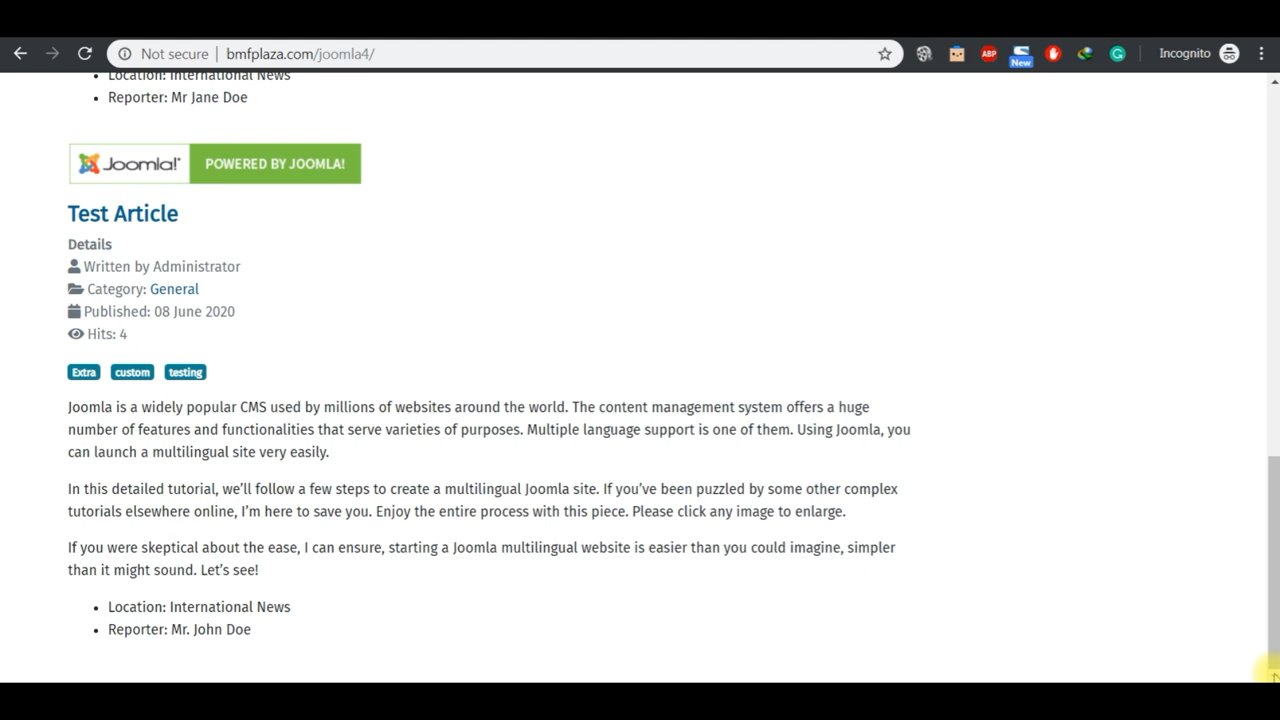 Not secure | bmfplaza.com/joomla4/
ABP
New
Incognito
Location: International News
Reporter: Mr Jane Doe
Joomla!® POWERED BY JOOMLA!
Test Article
Details
Written by Administrator
Category: General
Published: 08 June 2020
Hits: 4
Extra custom testing
Joomla is a widely popular CMS used by millions of websites around the world. The content management system offers a huge
number of features and functionalities that serve varieties of purposes. Multiple language support is one of them. Using Joomla, you
can launch a multilingual site very easily.
In this detailed tutorial, we’ll follow a few steps to create a multilingual Joomla site. If you’ve been puzzled by some other complex
tutorials elsewhere online, I’m here to save you. Enjoy the entire process with this piece. Please click any image to enlarge.
If you were skeptical about the ease, I can ensure, starting a Joomla multilingual website is easier than you could imagine, simpler
than it might sound. Let’s see!
Location: International News
Reporter: Mr. John Doe